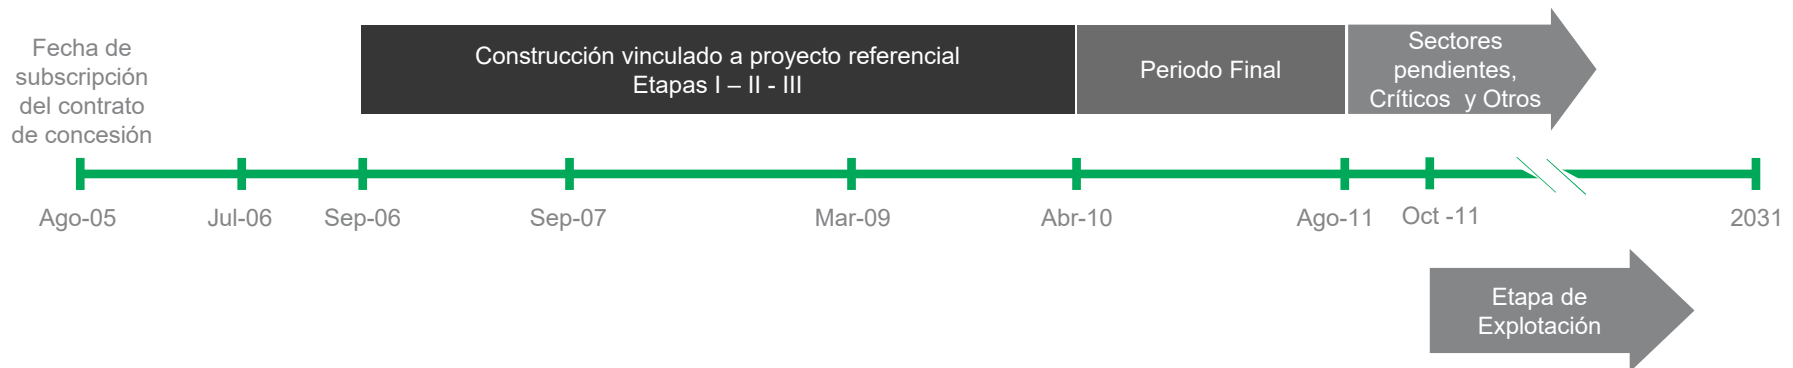 Fecha de
subscripción
del contrato
de concesión
Construcción vinculado a proyecto referencial
Etapas I – II - III
Periodo Final
Sectores
pendientes,
Críticos  y Otros
Ago-05
Jul-06
Sep-06
Sep-07
Mar-09
Abr-10
Ago-11
Oct -11
2031
Etapa de
Explotación